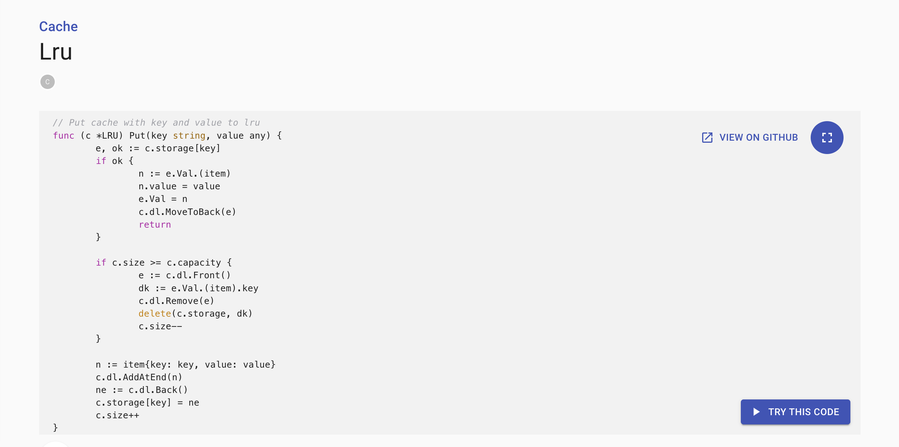 Cache
Lru
C
// Put cache with key and value to lru
func (c *LRU) Put(key string, value any) {
	e, ok := c.storage[key]
	if ok {
		n := e.Val.(item)
		n.value = value
		e.Val = n
		c.dl.MoveToBack(e)
		return
	}

	if c.size >= c.capacity {
		e := c.dl.Front()
		dk := e.Val.(item).key
		c.dl.Remove(e)
		delete(c.storage, dk)
		c.size--
	}

	n := item{key: key, value: value}
	c.dl.AddAtEnd(n)
	ne := c.dl.Back()
	c.storage[key] = ne
	c.size++
}
VIEW ON GITHUB
TRY THIS CODE